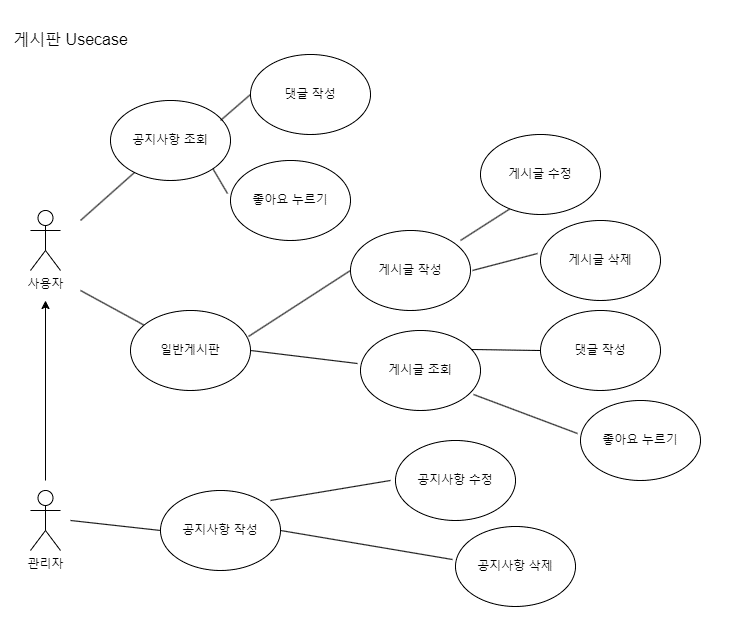 게시판 Usecase
댓글 작성
공지사항 조회
좋아요 누르기
사용자
게시글 수정
게시글 작성
게시글 삭제
일반게시판
게시글 조회
댓글 작성
좋아요 누르기
관리자
공지사항 작성
공지사항 수정
공지사항 삭제